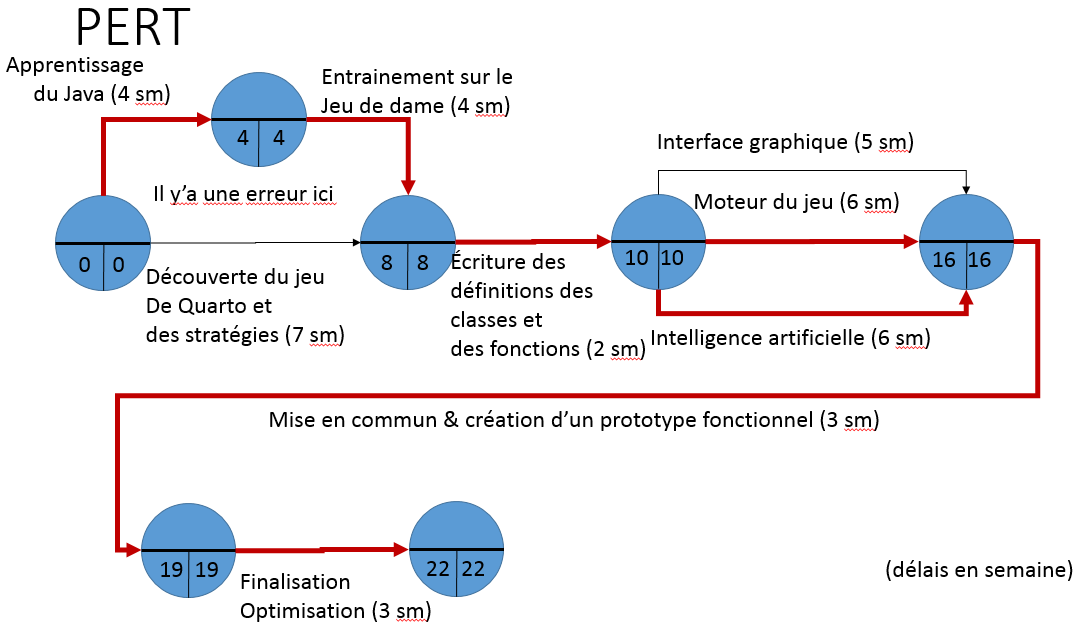 PERT
Apprentissage
du Java (4 sm)
Entrainement sur le
Jeu de dame (4 sm)
4 4
Il y’a une erreur ici
0 0
8 8
Découverte du jeu
De Quarto et
des stratégies (7 sm)
Écriture des
définitions des
classes et
des fonctions (2 sm)
Interface graphique (5 sm)
Moteur du jeu (6 sm)
10 10
16 16
Intelligence artificielle (6 sm)
Mise en commun & création d’un prototype fonctionnel (3 sm)
19 19
22 22
Finalisation
Optimisation (3 sm)
(délais en semaine)